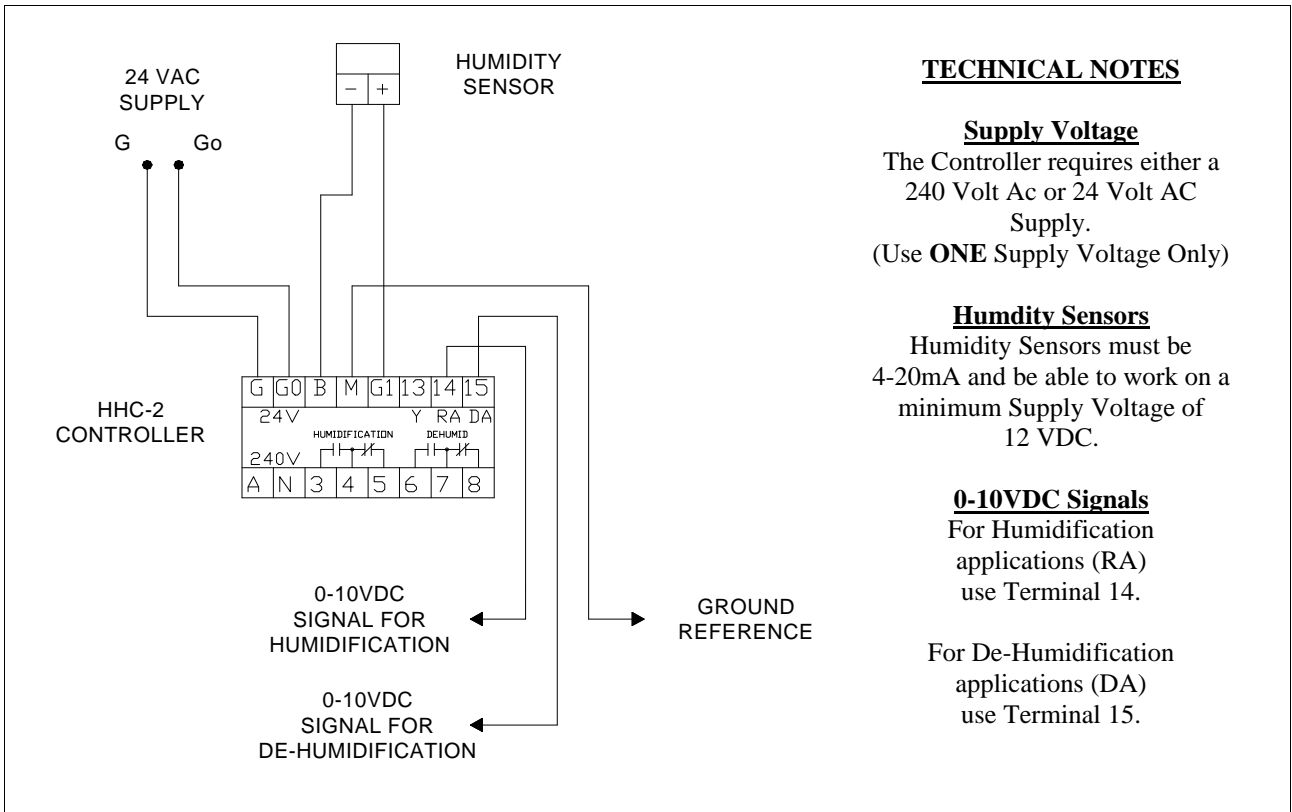 24 VAC
SUPPLY
G Go
HUMIDITY
SENSOR
- +
HHC-2
CONTROLLER
G G0 B M G1 13 14 15
24V Y RA DA
HUMIDIFICATION DEHUMID
240V
A N 3 4 5 6 7 8
0-10VDC
SIGNAL FOR
HUMIDIFICATION
GROUND
REFERENCE
0-10VDC
SIGNAL FOR
DE-HUMIDIFICATION
TECHNICAL NOTES
Supply Voltage
The Controller requires either a
240 Volt Ac or 24 Volt AC
Supply.
(Use ONE Supply Voltage Only)
Humdity Sensors
Humidity Sensors must be
4-20mA and be able to work on a
minimum Supply Voltage of
12 VDC.
0-10VDC Signals
For Humidification
applications (RA)
use Terminal 14.
For De-Humidification
applications (DA)
use Terminal 15.